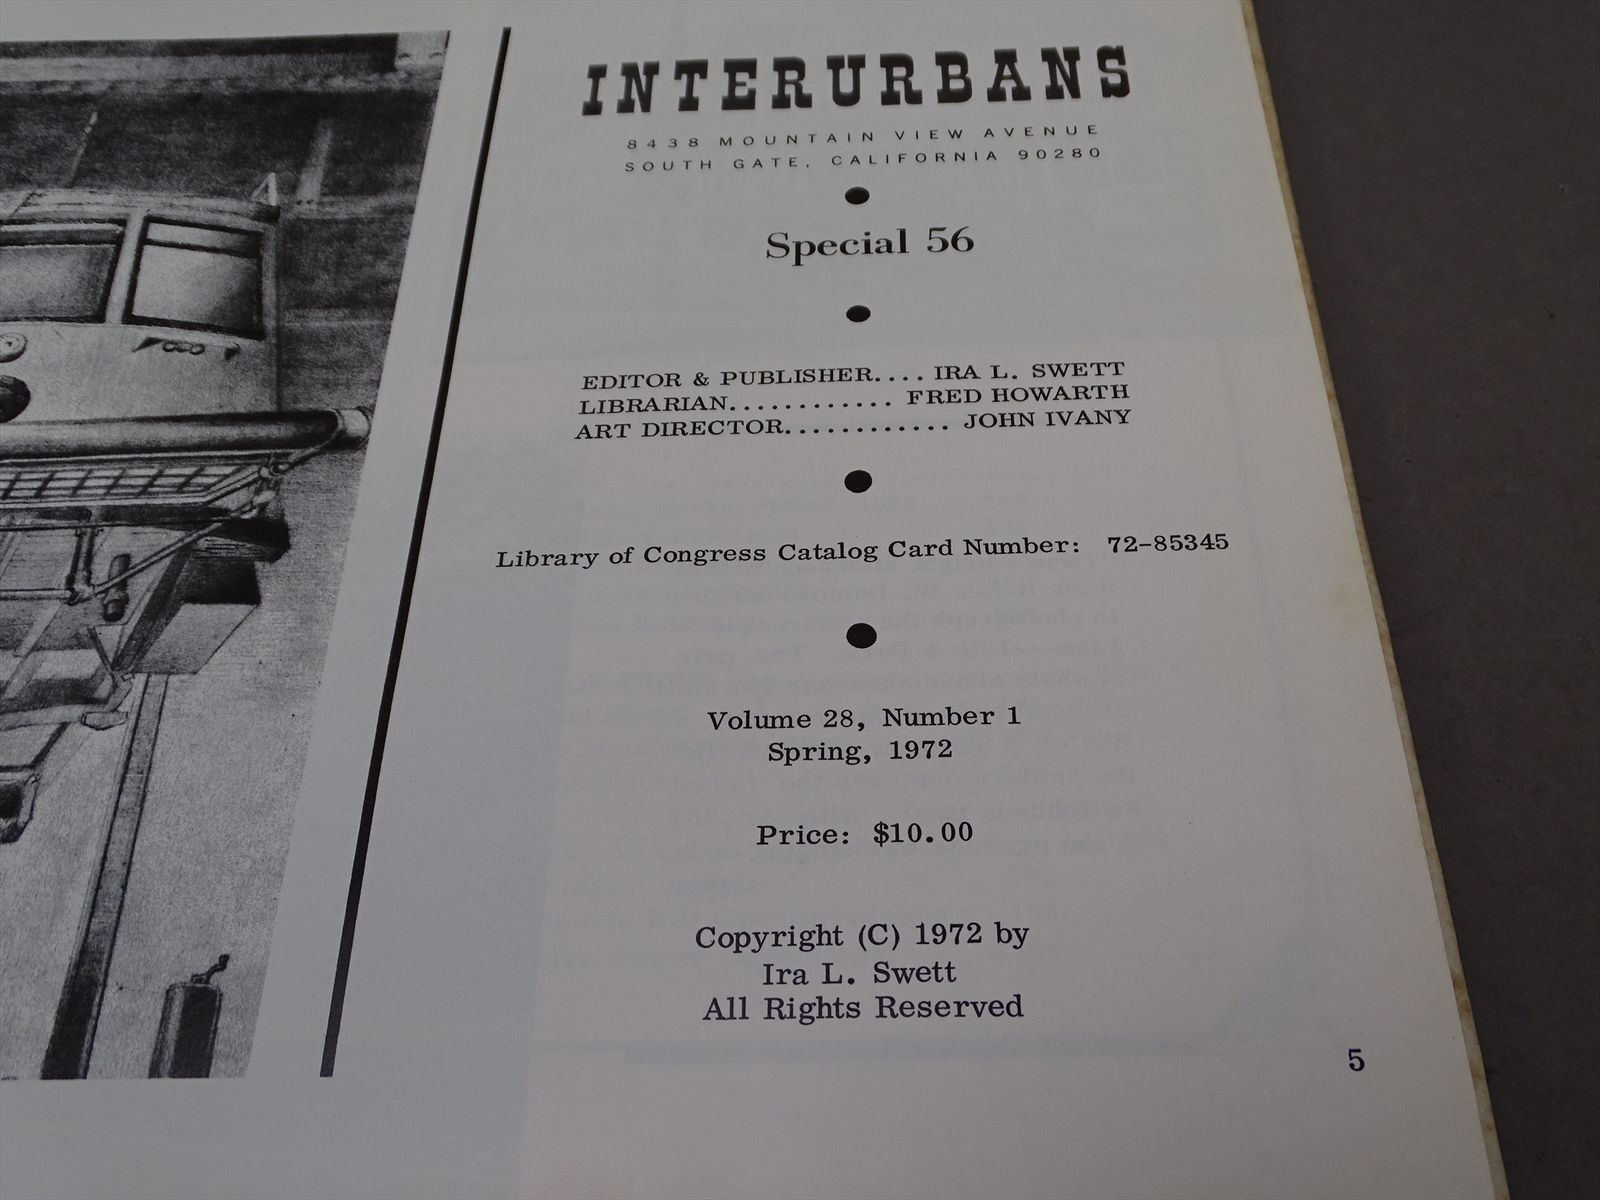 INTERURBANS
8438 MOUNTAIN VIEW AVENUE
SOUTH GATE, CALIFORNIA 90280
Special 56
EDITOR & PUBLISHER.... IRA L. SWETT
LIBRARIAN............ FRED HOWARTH
ART DIRECTOR............ JOHN IVANY
Library of Congress Catalog Card Number: 72-85345
Volume 28, Number 1
Spring, 1972
Price: $10.00
Copyright (C) 1972 by
Ira L. Swett
All Rights Reserved
5